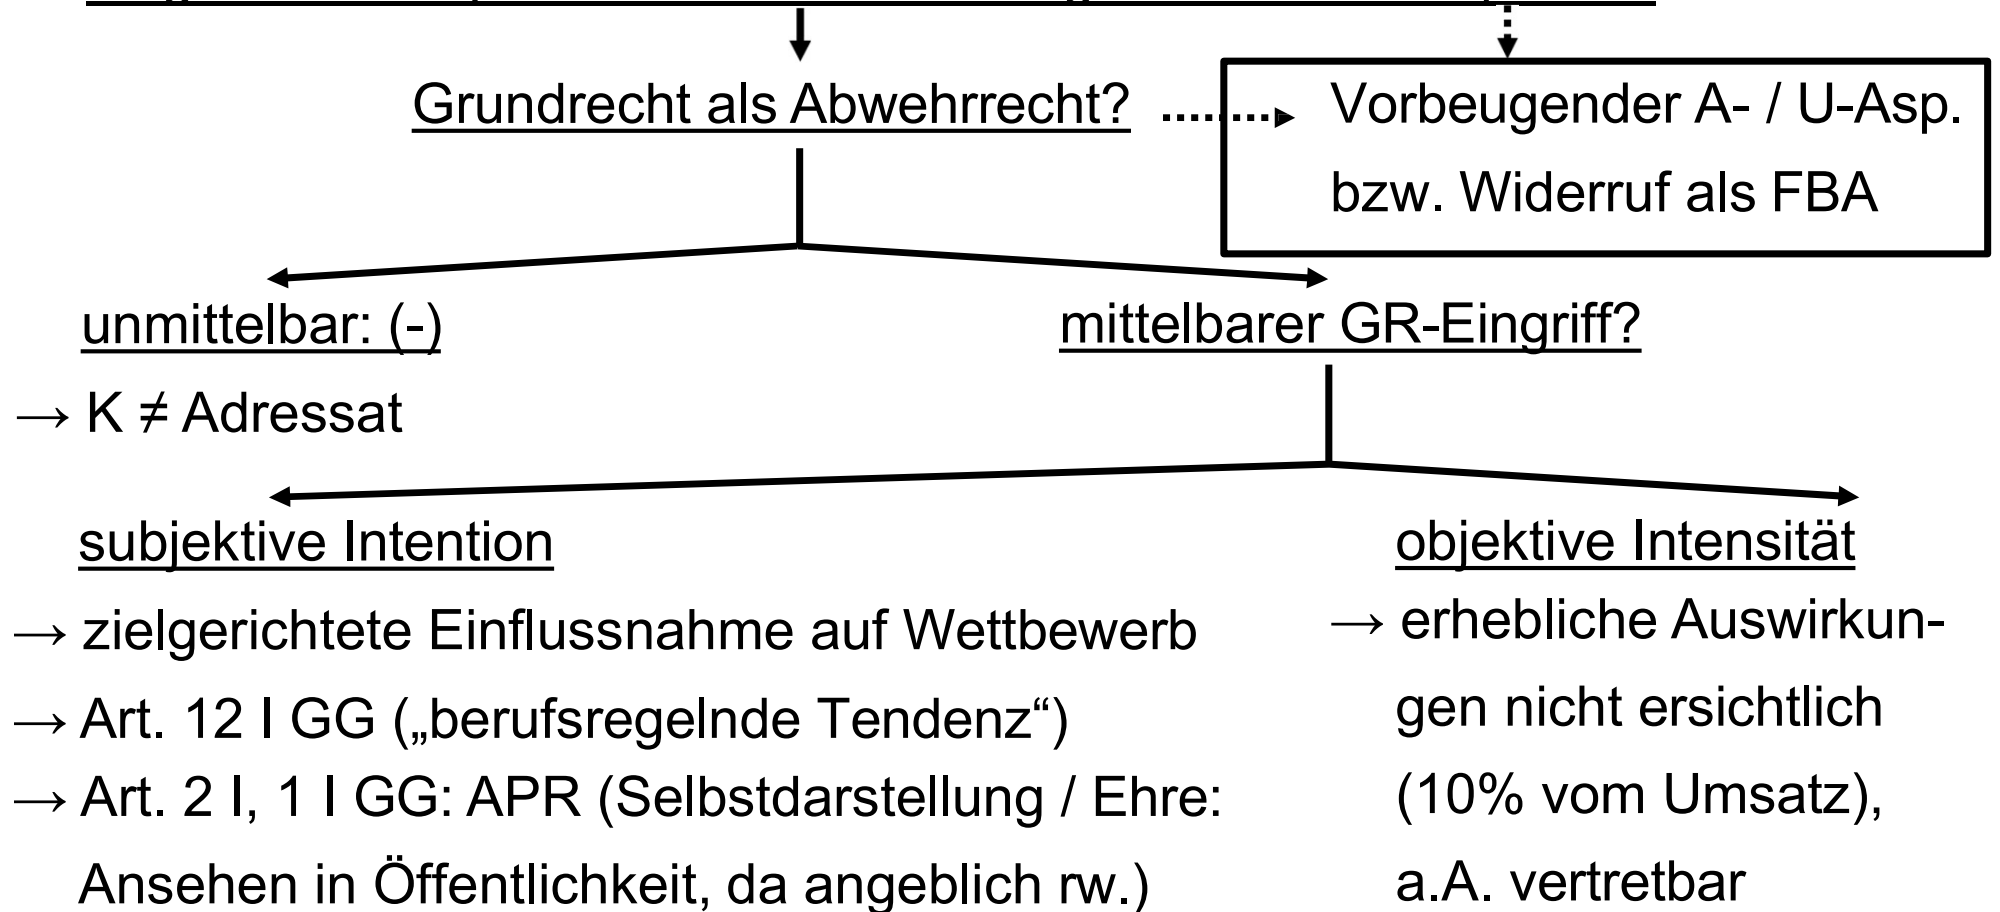 Grundrecht als Abwehrrecht?
Vorbeugender A- / U-Asp.
bzw. Widerruf als FBA
unmittelbar: (-)
→ K ≠ Adressat
mittelbarer GR-Eingriff?
subjektive Intention
→ zielgerichtete Einflussnahme auf Wettbewerb
→ Art. 12 I GG („berufsregelnde Tendenz“)
→ Art. 2 I, 1 I GG: APR (Selbstdarstellung / Ehre:
Ansehen in Öffentlichkeit, da angeblich rw.)
objektive Intensität
→ erhebliche Auswirkun-
gen nicht ersichtlich
(10% vom Umsatz),
a.A. vertretbar